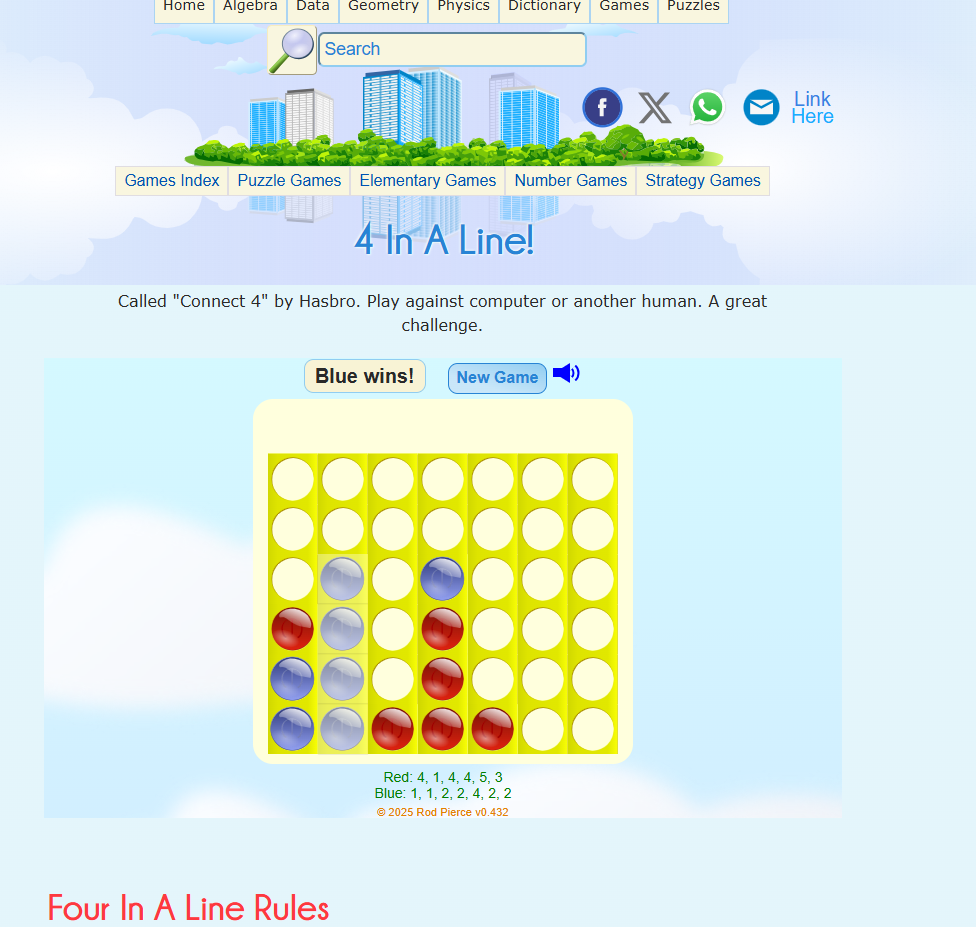 Home Algebra Data Geometry Physics Dictionary Games Puzzles
Search
f
Link
Here
Games Index Puzzle Games Elementary Games Number Games Strategy Games
4 In A Line!
Called "Connect 4" by Hasbro. Play against computer or another human. A great
challenge.
Blue wins! New Game
Red: 4, 1, 4, 4, 5, 3
Blue: 1, 1, 2, 2, 4, 2, 2
© 2025 Rod Pierce v0.432
Four In A Line Rules